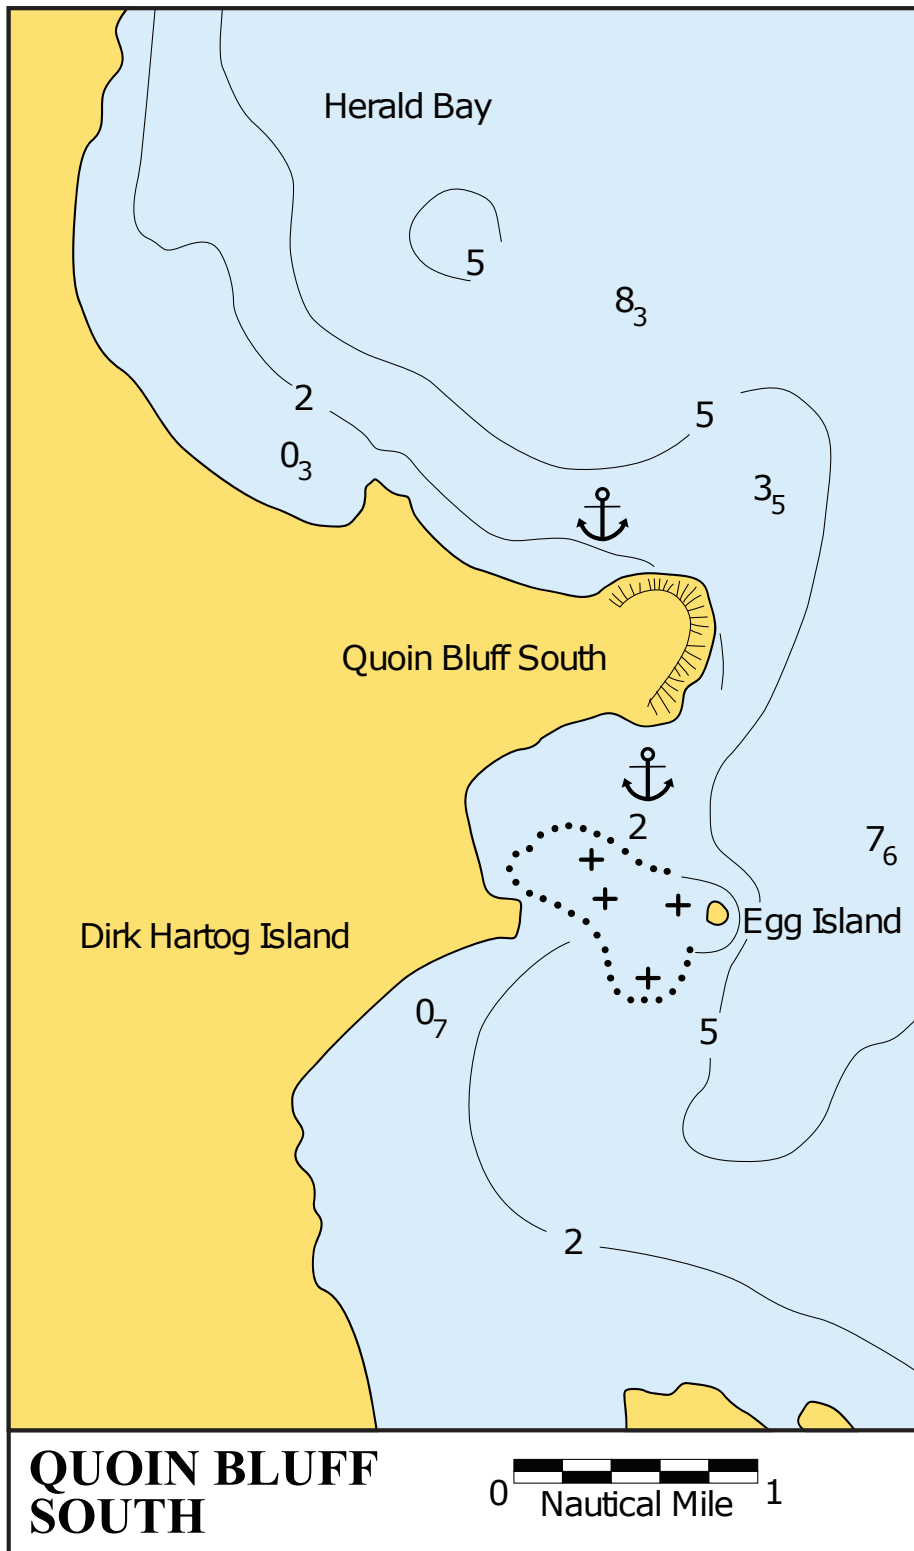 Herald Bay
5
8₃
2
5
0₃
3₅
Quoin Bluff South
2
7₆
Dirk Hartog Island
Egg Island
0₇
5
2
QUOIN BLUFF
SOUTH
0 1
Nautical Mile